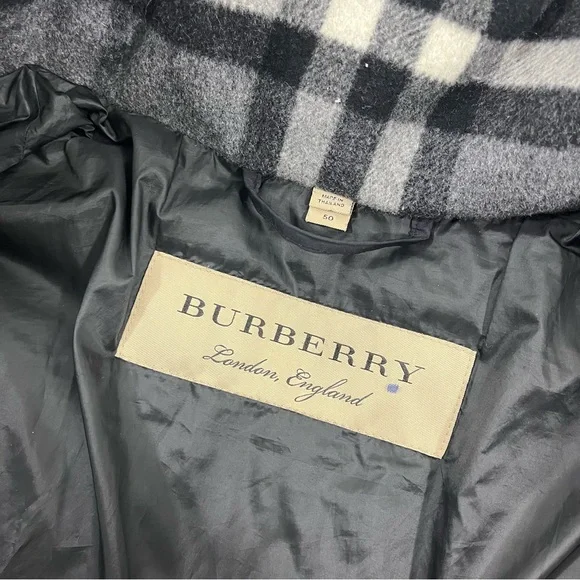 MADE IN
THAILAND
50
BURBERRY
London, England